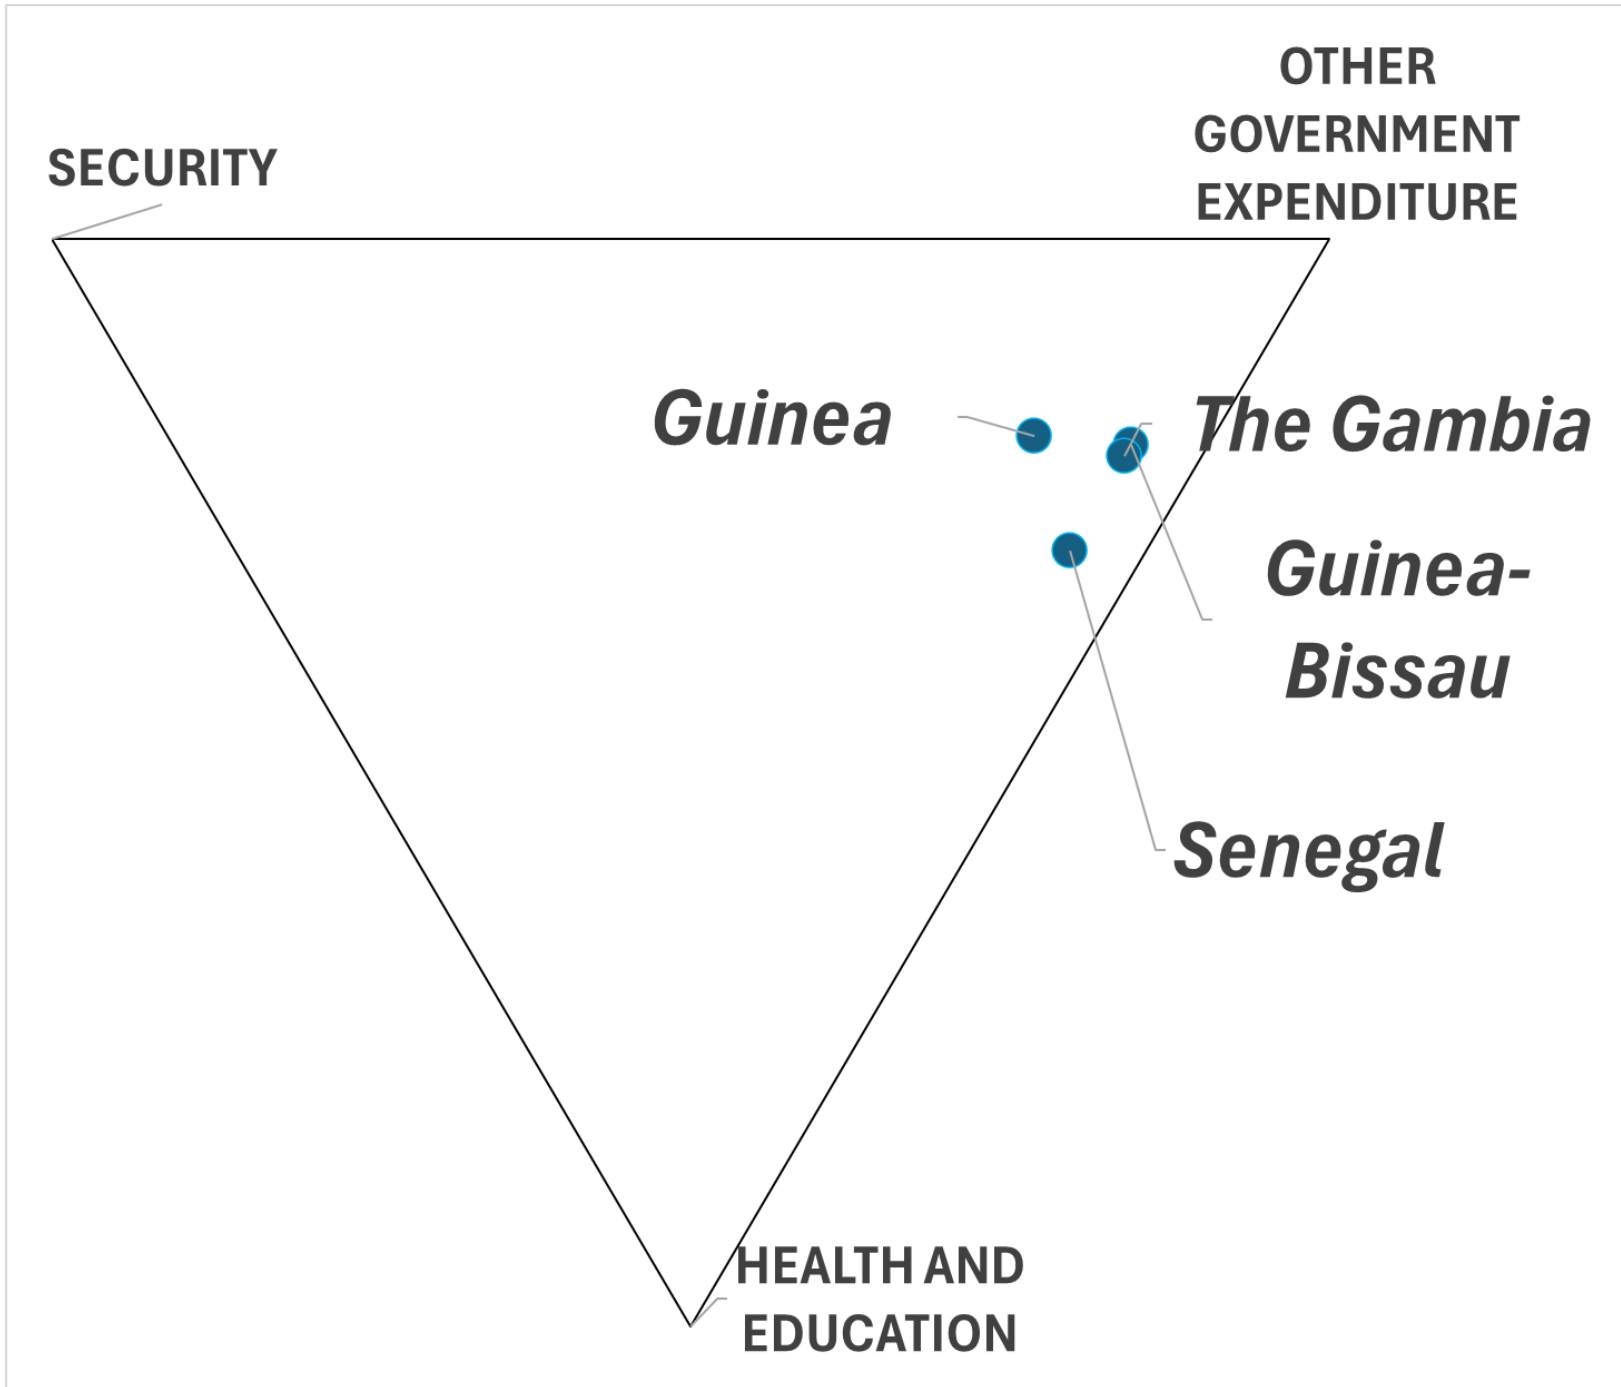 OTHER
GOVERNMENT
EXPENDITURE
SECURITY
Guinea
The Gambia
Guinea-
Bissau
Senegal
HEALTH AND
EDUCATION